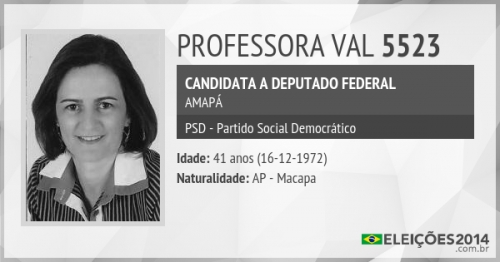 PROFESSORA VAL 5523
CANDIDATA A DEPUTADO FEDERAL
AMAPÁ
PSD - Partido Social Democrático
Idade: 41 anos (16-12-1972)
Naturalidade: AP - Macapa
ELEIÇÕES2014
.com.br